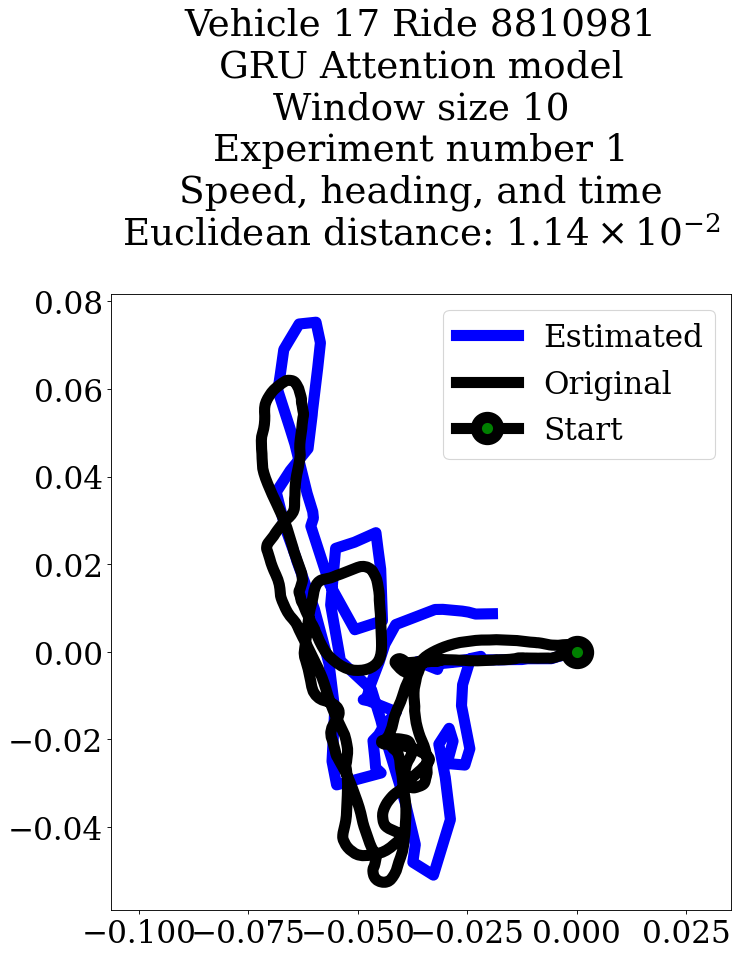 Vehicle 17 Ride 8810981
GRU Attention model
Window size 10
Experiment number 1
Speed, heading, and time
Euclidean distance: 1.14 × 10⁻²
Estimated
Original
Start
0.08
0.06
0.04
0.02
0.00
−0.02
−0.04
−0.100 −0.075 −0.050 −0.025 0.000 0.025